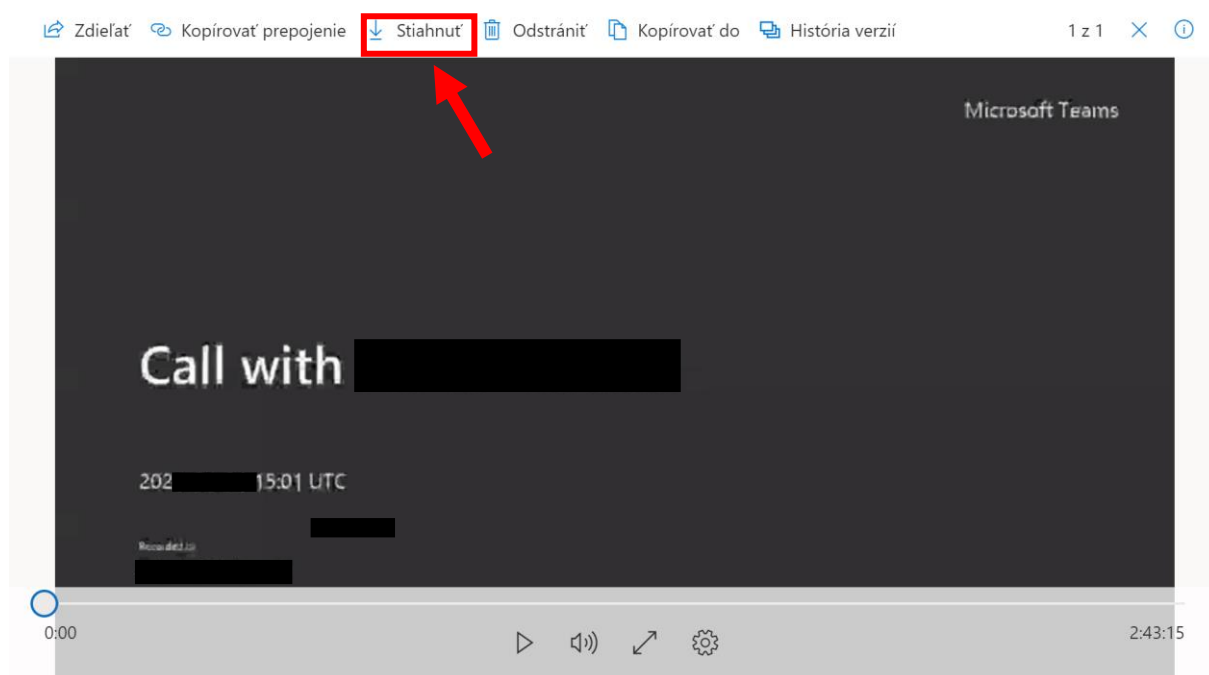 Zdieľať Kopírovať prepojenie Stiahnuť Odstrániť Kopírovať do História verzií 1 z 1
Microsoft Teams
Call with
202 15:01 UTC
0:00 2:43:15